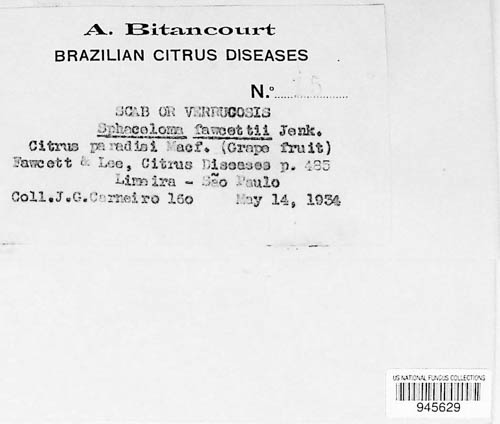 A. Bitancourt
BRAZILIAN CITRUS DISEASES
N.º
SCAB OR VERRUCOSIS
Sphaceloma fawcettii Jenk.
Citrus paradisi Macf. (Grape fruit)
Fawcett & Lee, Citrus Diseases p. 485
Limeira - São Paulo
Coll.J.G.Carneiro 160 May 14, 1934
US NATIONAL FUNGUS COLLECTIONS
945629